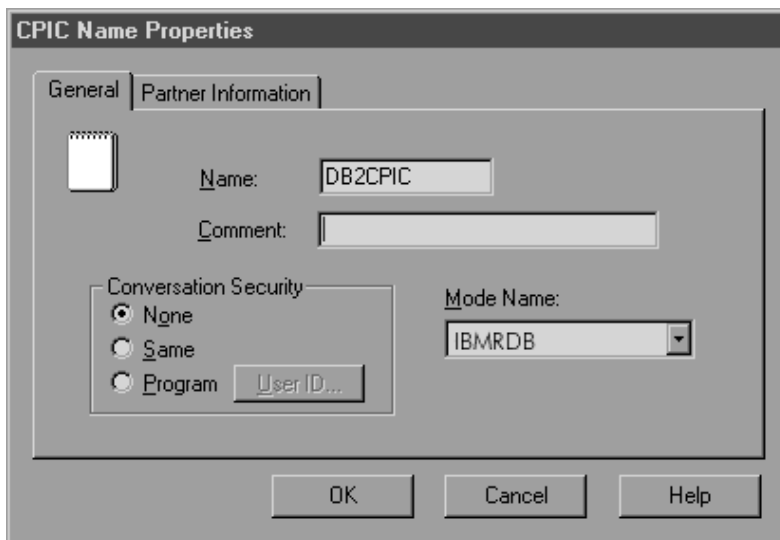 CPIC Name Properties
General Partner Information
Name: DB2CPIC
Comment:
Conversation Security
None
Same
Program User ID...
Mode Name:
IBMRDB
OK Cancel Help